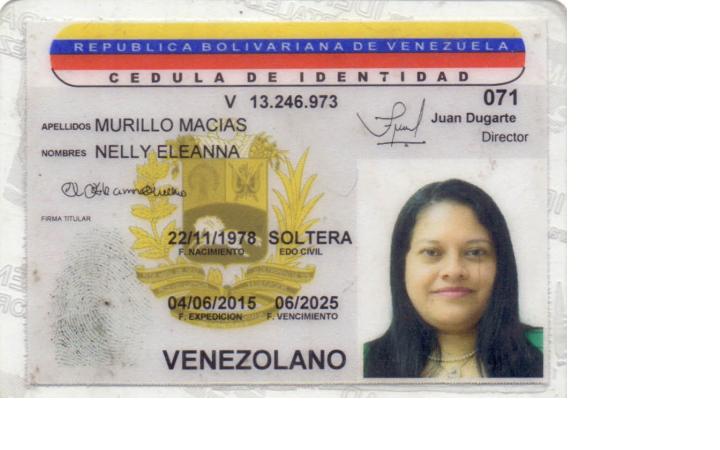 REPUBLICA BOLIVARIANA DE VENEZUELA
CEDULA DE IDENTIDAD
V 13.246.973
071
Juan Dugarte
Director
APELLIDOS MURILLO MACIAS
NOMBRES NELLY ELEANNA
FIRMA TITULAR
22/11/1978 SOLTERA
F. NACIMIENTO EDO CIVIL
04/06/2015 06/2025
F. EXPEDICION F. VENCIMIENTO
VENEZOLANO